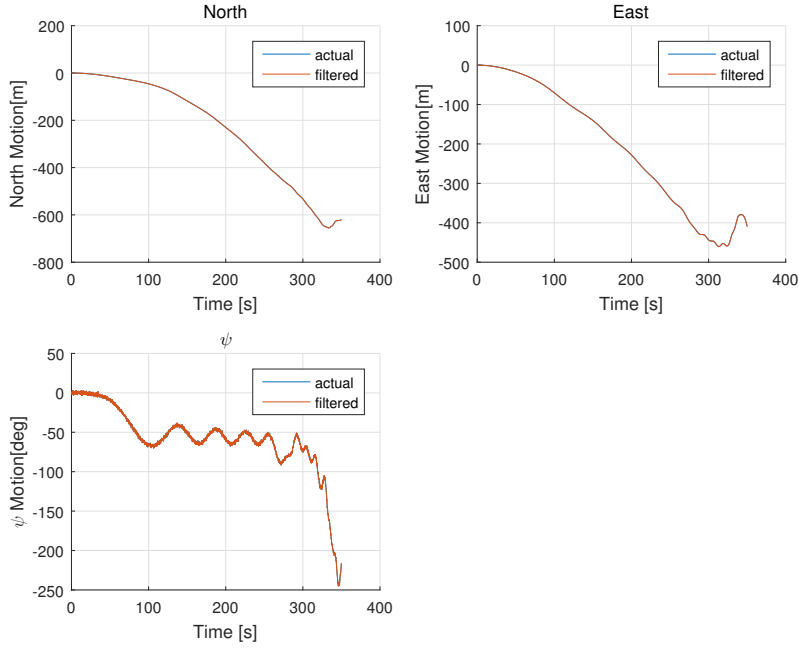 North
200
0
-200
-400
-600
-800
North Motion[m]
0 100 200 300 400
Time [s]
actual
filtered
East
100
0
-100
-200
-300
-400
-500
East Motion[m]
0 100 200 300 400
Time [s]
actual
filtered
ψ
50
0
-50
-100
-150
-200
-250
ψ Motion[deg]
0 100 200 300 400
Time [s]
actual
filtered